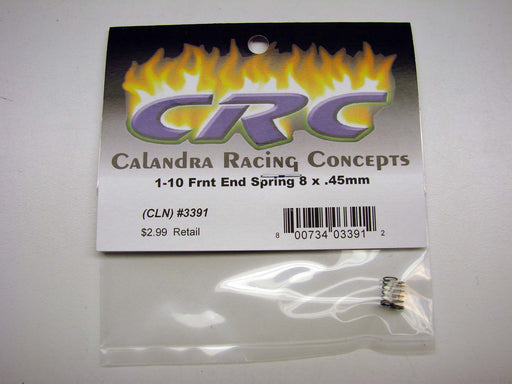 CRC
Calandra Racing Concepts
1-10 Frnt End Spring 8 x .45mm
(CLN) #3391
$2.99 Retail
8 00734 03391 2